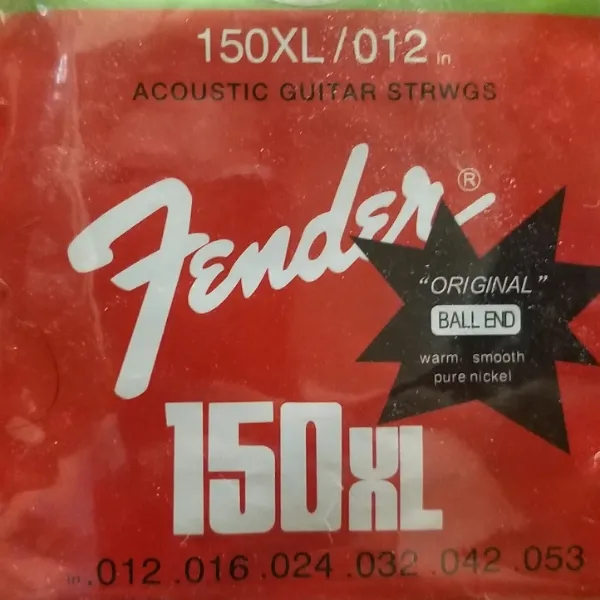 150XL/012 in
ACOUSTIC GUITAR STRWGS
Fender®
"ORIGINAL"
BALL END
warm smooth
pure nickel
150XL
in .012 .016 .024 .032 .042 .053